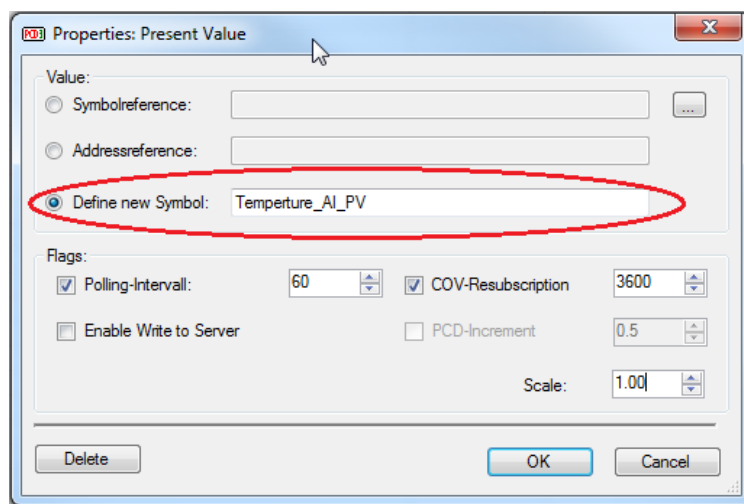 PCD Properties: Present Value
Value:
Symbolreference:
...
Addressreference:
Define new Symbol: Temperture_AI_PV
Flags:
Polling-Intervall: 60 COV-Resubscription 3600
Enable Write to Server PCD-Increment 0.5
Scale: 1.00
Delete OK Cancel